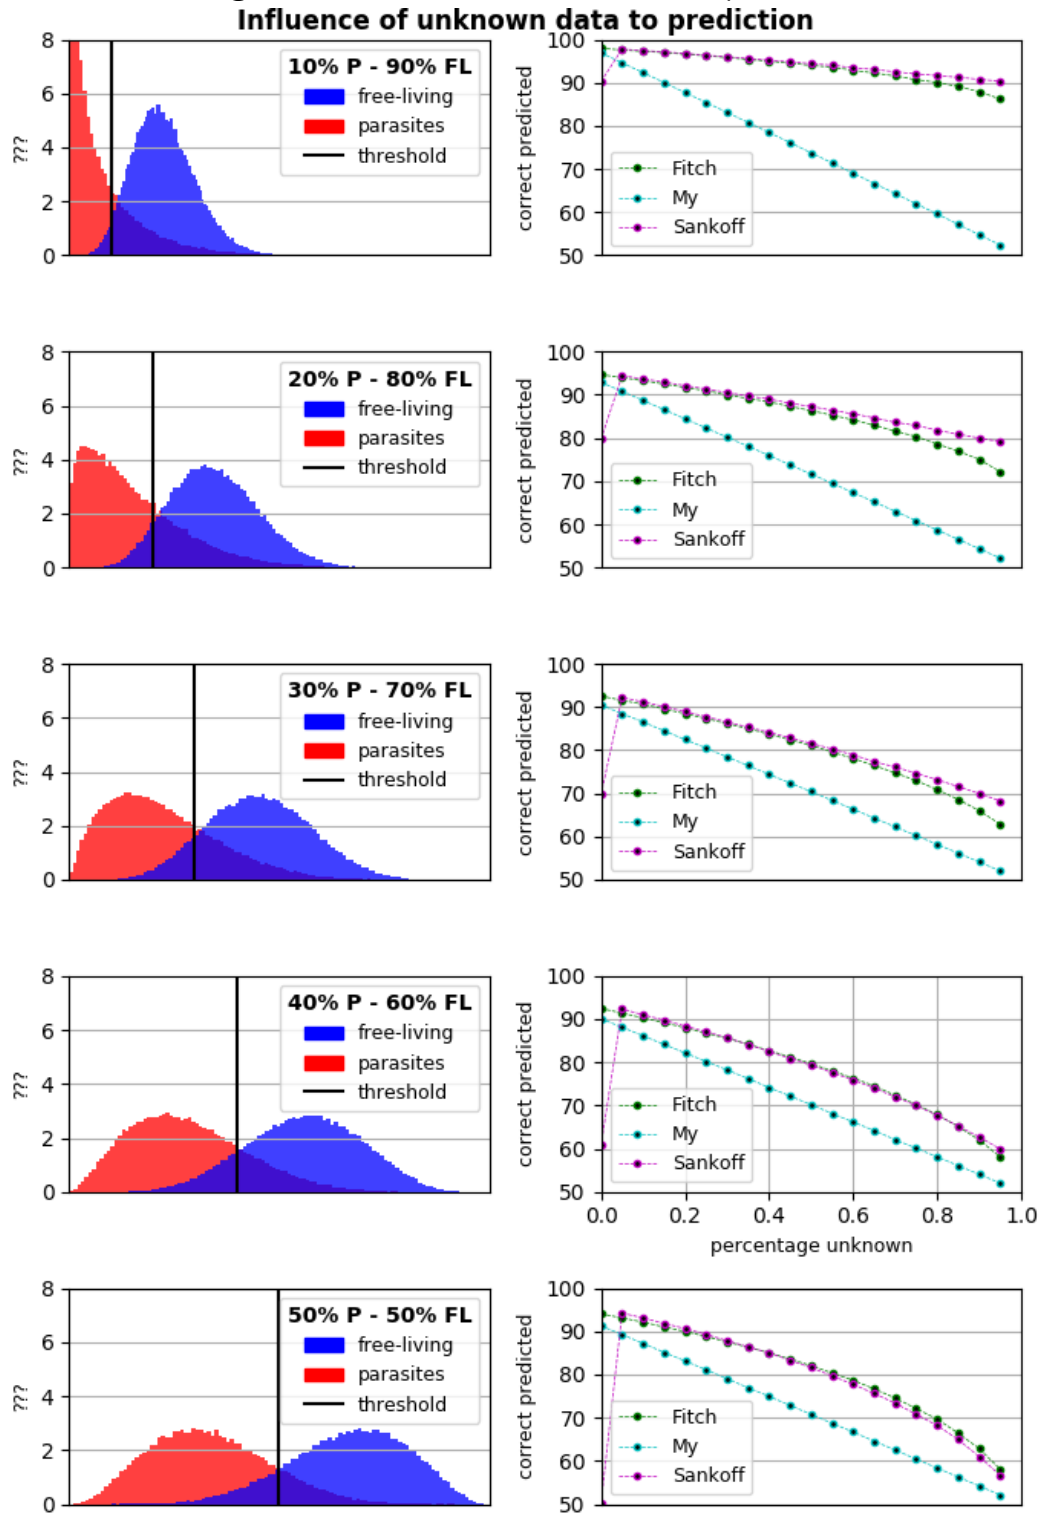 Influence of unknown data to prediction
8
6
4
2
0
???
10% P - 90% FL
free-living
parasites
threshold
100
90
80
70
60
50
correct predicted
Fitch
My
Sankoff
8
6
4
2
0
???
20% P - 80% FL
free-living
parasites
threshold
100
90
80
70
60
50
correct predicted
Fitch
My
Sankoff
8
6
4
2
0
???
30% P - 70% FL
free-living
parasites
threshold
100
90
80
70
60
50
correct predicted
Fitch
My
Sankoff
8
6
4
2
0
???
40% P - 60% FL
free-living
parasites
threshold
100
90
80
70
60
50
correct predicted
Fitch
My
Sankoff
0.0 0.2 0.4 0.6 0.8 1.0
percentage unknown
8
6
4
2
0
???
50% P - 50% FL
free-living
parasites
threshold
100
90
80
70
60
50
correct predicted
Fitch
My
Sankoff